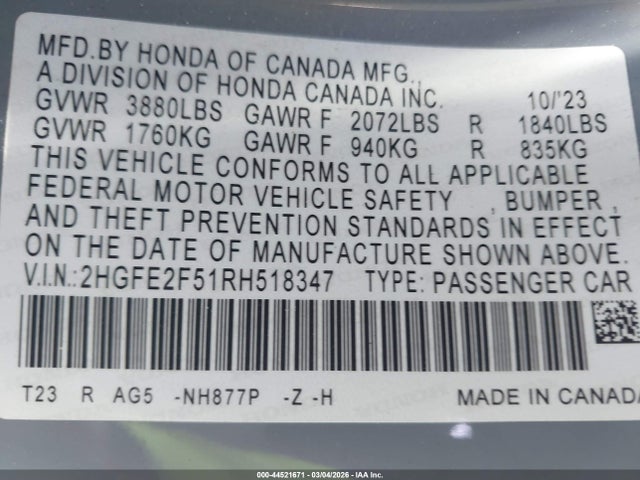 MFD.BY HONDA OF CANADA MFG.,
A DIVISION OF HONDA CANADA INC. 10/'23
GVWR 3880LBS GAWR F 2072LBS R 1840LBS
GVWR 1760KG GAWR F 940KG R 835KG
THIS VEHICLE CONFORMS TO ALL APPLICABLE
FEDERAL MOTOR VEHICLE SAFETY , BUMPER ,
AND THEFT PREVENTION STANDARDS IN EFFECT
ON THE DATE OF MANUFACTURE SHOWN ABOVE.
V.I.N.:2HGFE2F51RH518347 TYPE: PASSENGER CAR
T23 R AG5 -NH877P -Z -H MADE IN CANADA
000-44521671 - 03/04/2026 - IAA Inc.